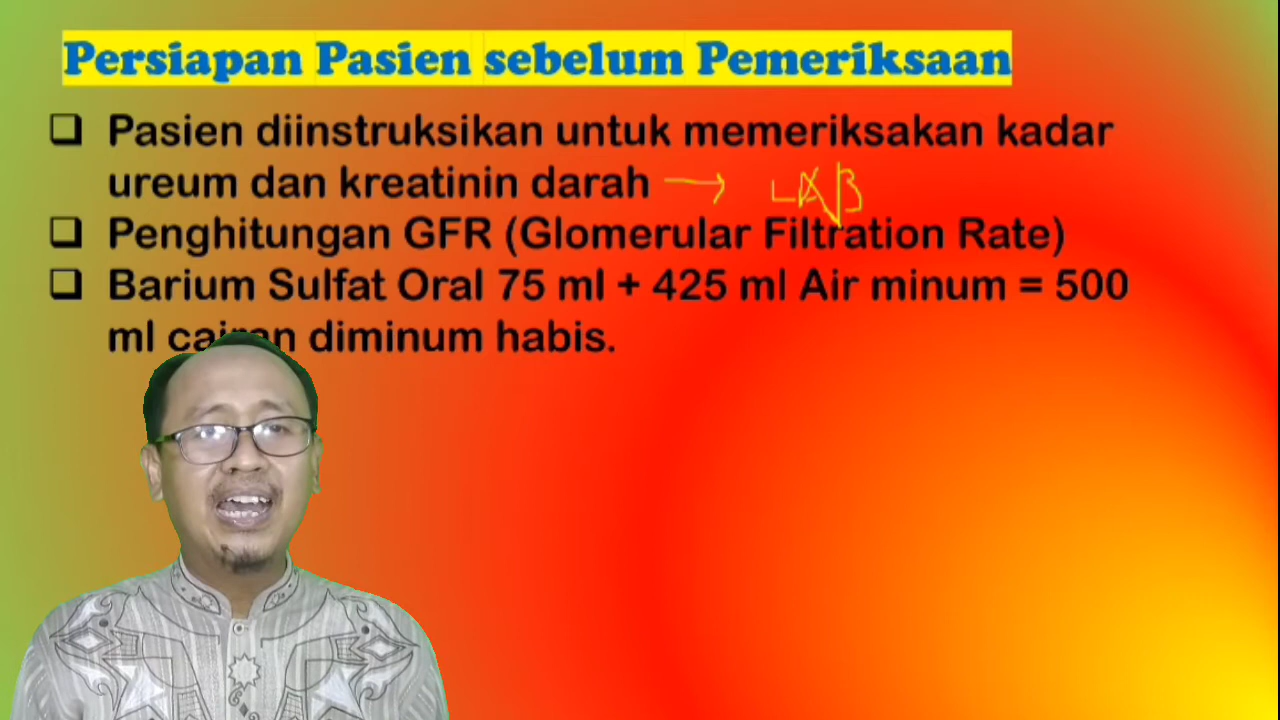 Persiapan Pasien sebelum Pemeriksaan
❑ Pasien diinstruksikan untuk memeriksakan kadar
ureum dan kreatinin darah → LAB
❑ Penghitungan GFR (Glomerular Filtration Rate)
❑ Barium Sulfat Oral 75 ml + 425 ml Air minum = 500
ml cairan diminum habis.